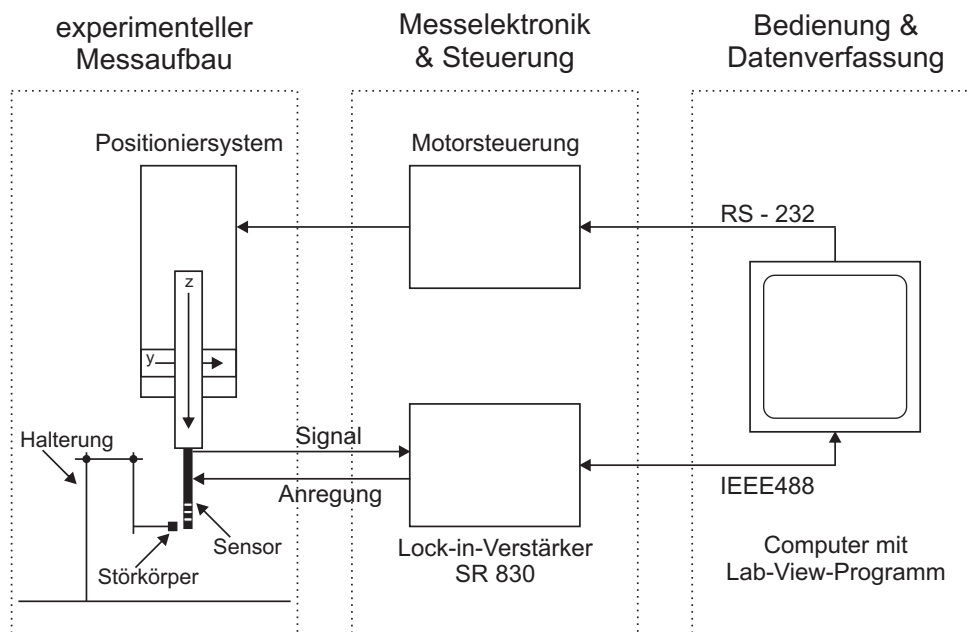 experimenteller
Messaufbau
Messelektronik
& Steuerung
Bedienung &
Datenverfassung
Positioniersystem
Motorsteuerung
RS - 232
z
y
Halterung
Signal
Anregung
IEEE488
Sensor
Störkörper
Lock-in-Verstärker
SR 830
Computer mit
Lab-View-Programm